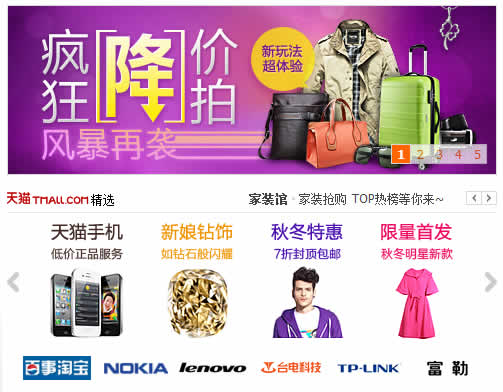 疯狂[降]价拍
新玩法
超体验
风暴再袭
1 2 3 4 5
天猫 TMALL.COM 精选
家装馆 · 家装抢购 TOP热榜等你来~
天猫手机
低价正品服务
新娘钻饰
如钻石般闪耀
秋冬特惠
7折封顶包邮
限量首发
秋冬明星新款
百事淘宝 NOKIA lenovo 台电科技 TP-LINK 富勒